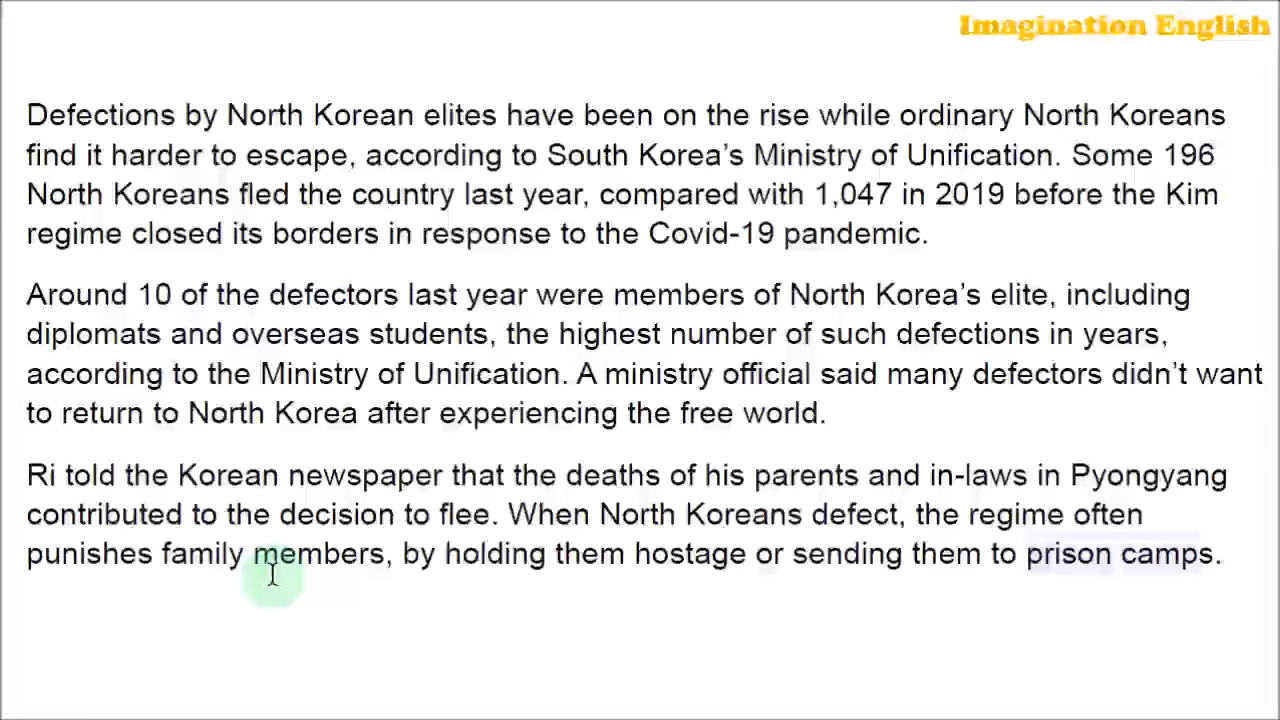 Imagination English
Defections by North Korean elites have been on the rise while ordinary North Koreans
find it harder to escape, according to South Korea’s Ministry of Unification. Some 196
North Koreans fled the country last year, compared with 1,047 in 2019 before the Kim
regime closed its borders in response to the Covid-19 pandemic.
Around 10 of the defectors last year were members of North Korea’s elite, including
diplomats and overseas students, the highest number of such defections in years,
according to the Ministry of Unification. A ministry official said many defectors didn’t want
to return to North Korea after experiencing the free world.
Ri told the Korean newspaper that the deaths of his parents and in-laws in Pyongyang
contributed to the decision to flee. When North Koreans defect, the regime often
punishes family members, by holding them hostage or sending them to prison camps.